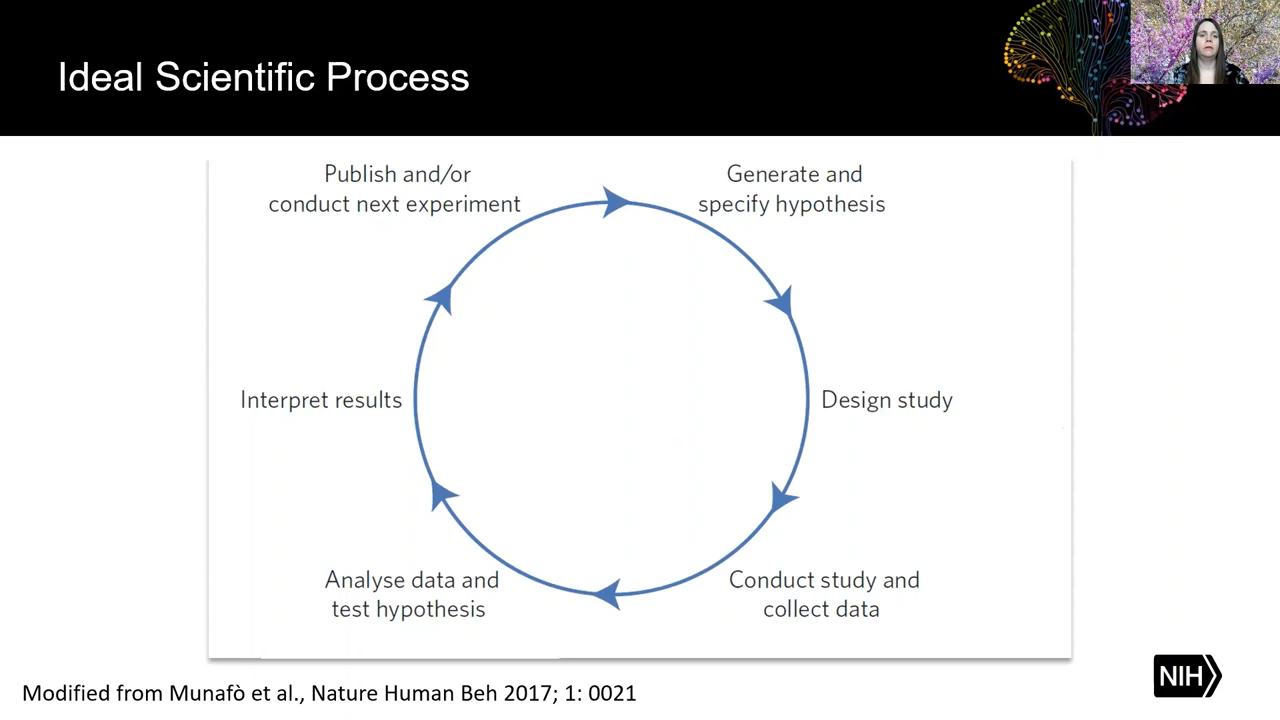 Ideal Scientific Process
Publish and/or
conduct next experiment
Generate and
specify hypothesis
Interpret results
Design study
Analyse data and
test hypothesis
Conduct study and
collect data
NIH
Modified from Munafò et al., Nature Human Beh 2017; 1: 0021